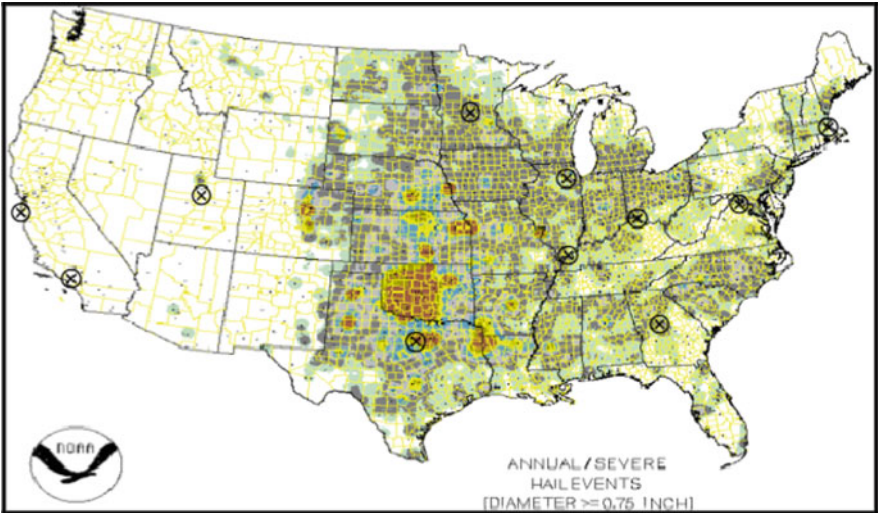 NOAA
ANNUAL/SEVERE
HAIL EVENTS
[DIAMETER >= 0.75 INCH]